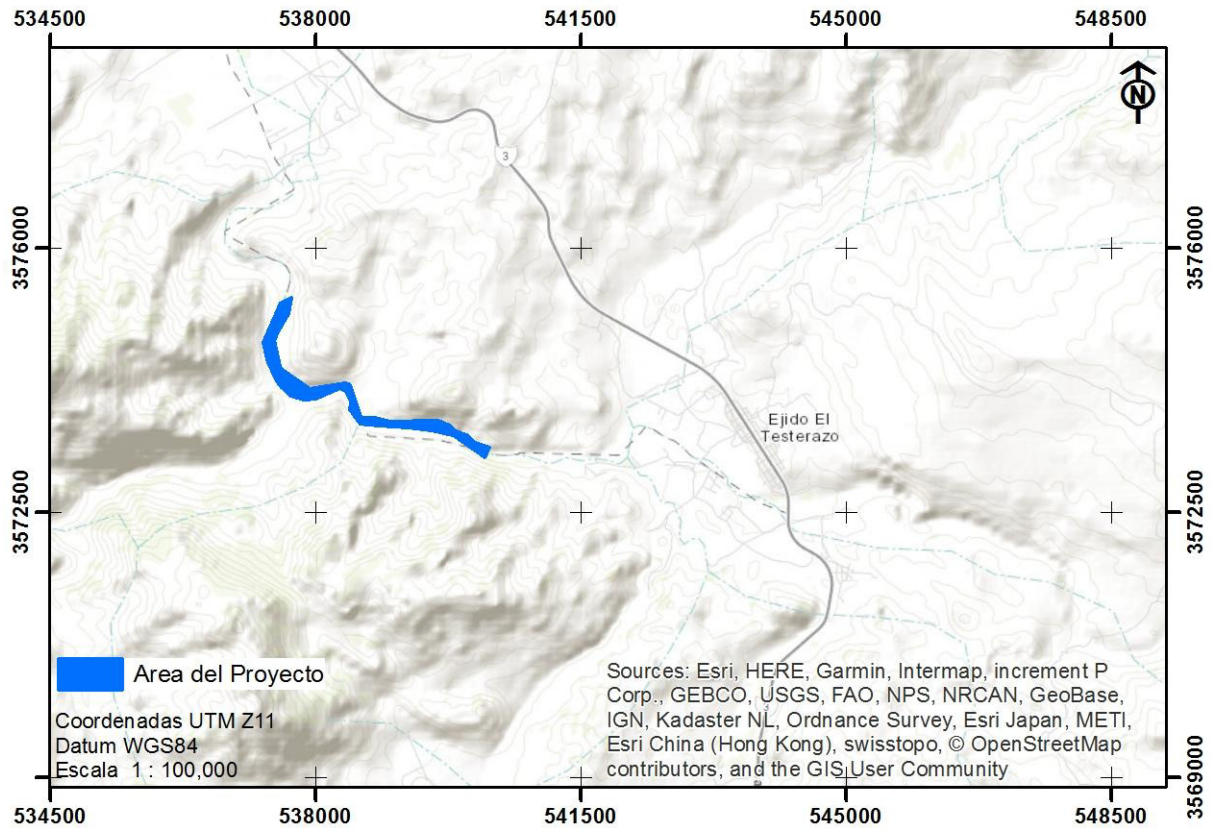 534500 538000 541500 545000 548500
N
3
3576000 3576000
Ejido El
Testerazo
3572500 3572500
Area del Proyecto
Coordenadas UTM Z11
Datum WGS84
Escala 1 : 100,000
Sources: Esri, HERE, Garmin, Intermap, increment P
Corp., GEBCO, USGS, FAO, NPS, NRCAN, GeoBase,
IGN, Kadaster NL, Ordnance Survey, Esri Japan, METI,
Esri China (Hong Kong), swisstopo, © OpenStreetMap
contributors, and the GIS User Community
3569000
534500 538000 541500 545000 548500